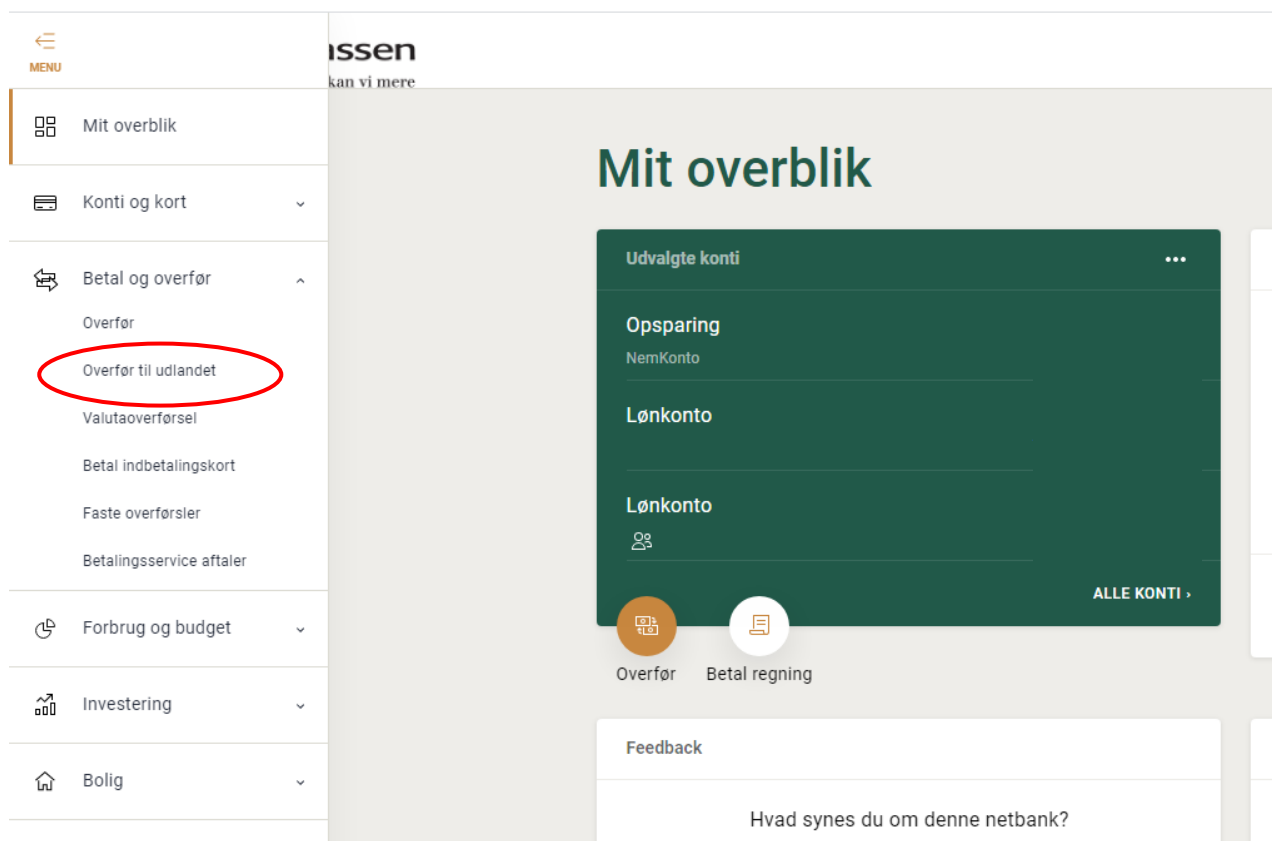 MENU
Mit overblik
Konti og kort
Betal og overfør
Overfør
Overfør til udlandet
Valutaoverførsel
Betal indbetalingskort
Faste overførsler
Betalingsservice aftaler
Forbrug og budget
Investering
Bolig
ssen
kan vi mere
Mit overblik
Udvalgte konti
Opsparing
NemKonto
Lønkonto
Lønkonto
ALLE KONTI ›
Overfør
Betal regning
Feedback
Hvad synes du om denne netbank?